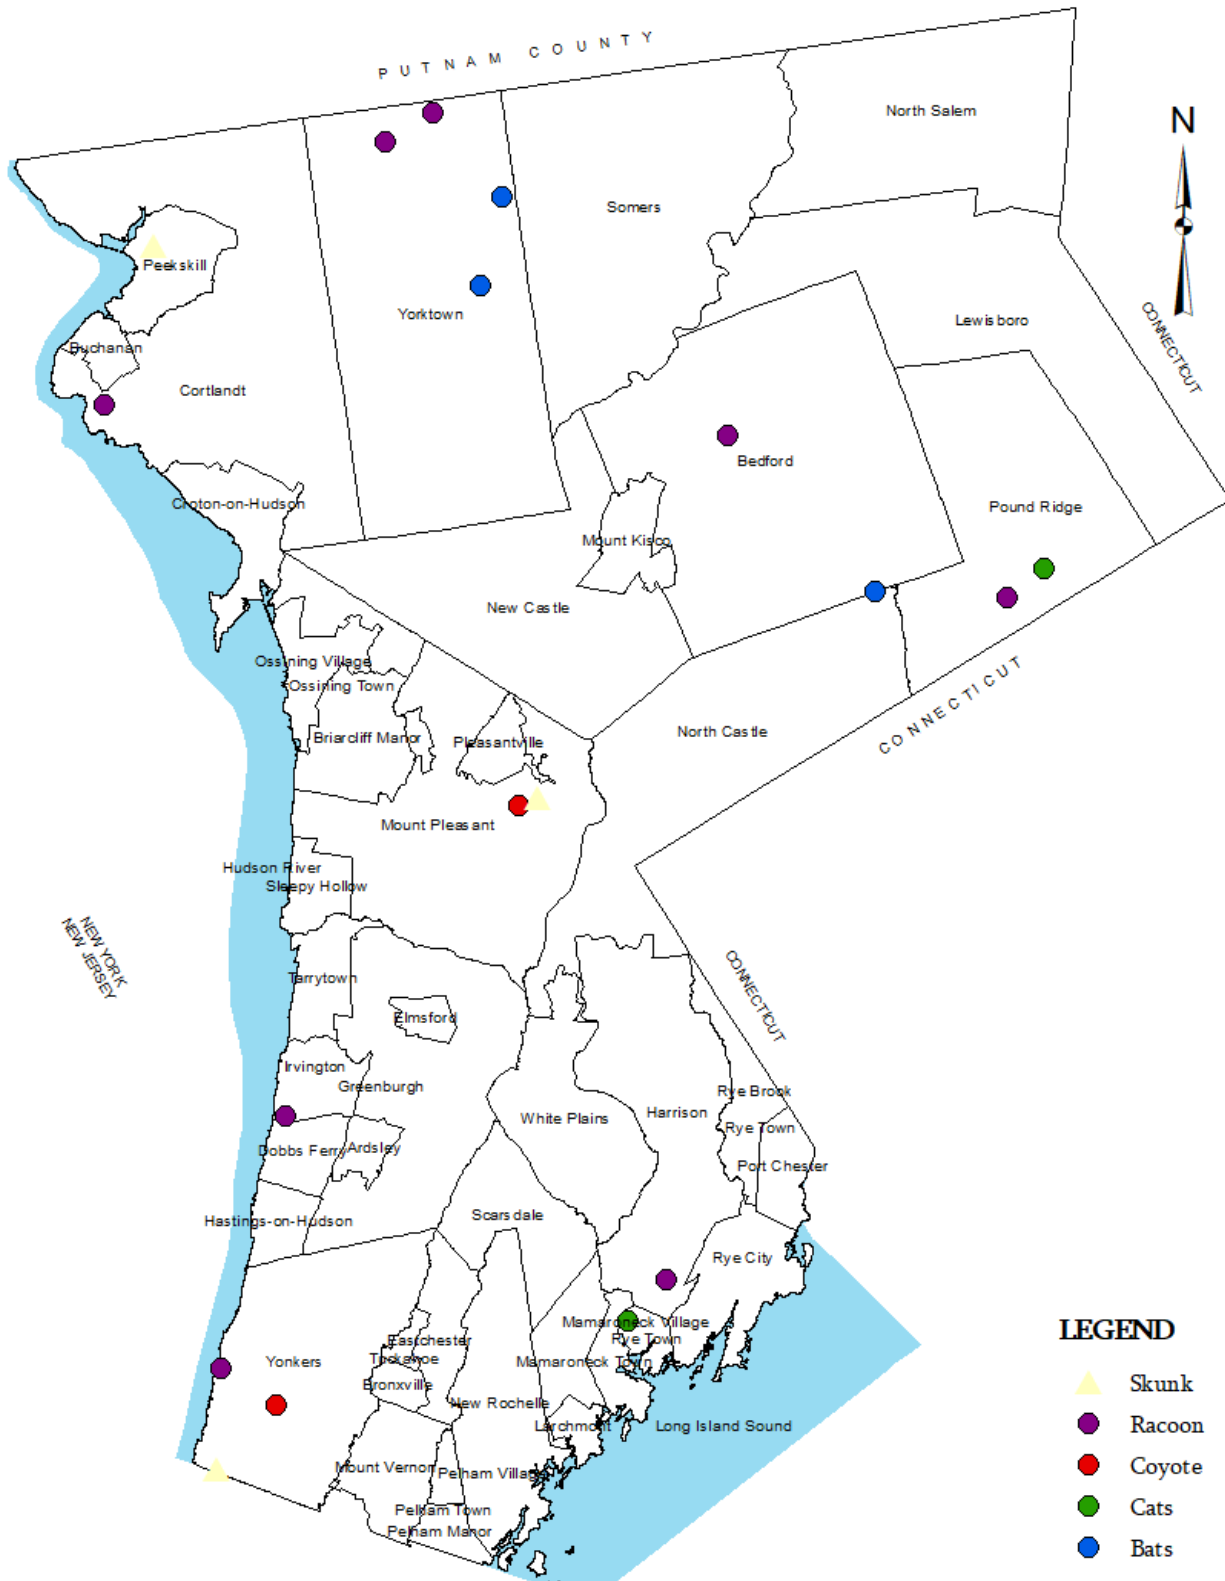 PUTNAM COUNTY
North Salem
N
Somers
Peekskill
Yorktown
Lewisboro
CONNECTICUT
Buchanan
Cortlandt
Bedford
Croton-on-Hudson
Pound Ridge
Mount Kisco
New Castle
Ossining Village
Ossining Town
CONNECTICUT
Briarcliff Manor
Pleasantville
North Castle
Mount Pleasant
Hudson River
Sleepy Hollow
NEW YORK
NEW JERSEY
Tarrytown
CONNECTICUT
Elmsford
Irvington
Greenburgh
Rye Brook
White Plains
Harrison
Rye Town
Dobbs Ferry
Ardsley
Port Chester
Hastings-on-Hudson
Scarsdale
Rye City
Mamaroneck Village
Rye Town
LEGEND
Eastchester
Yonkers
Tuckahoe
Mamaroneck Town
Bronxville
Skunk
New Rochelle
Larchmont
Long Island Sound
Racoon
Mount Vernon
Pelham Village
Coyote
Pelham Town
Cats
Pelham Manor
Bats